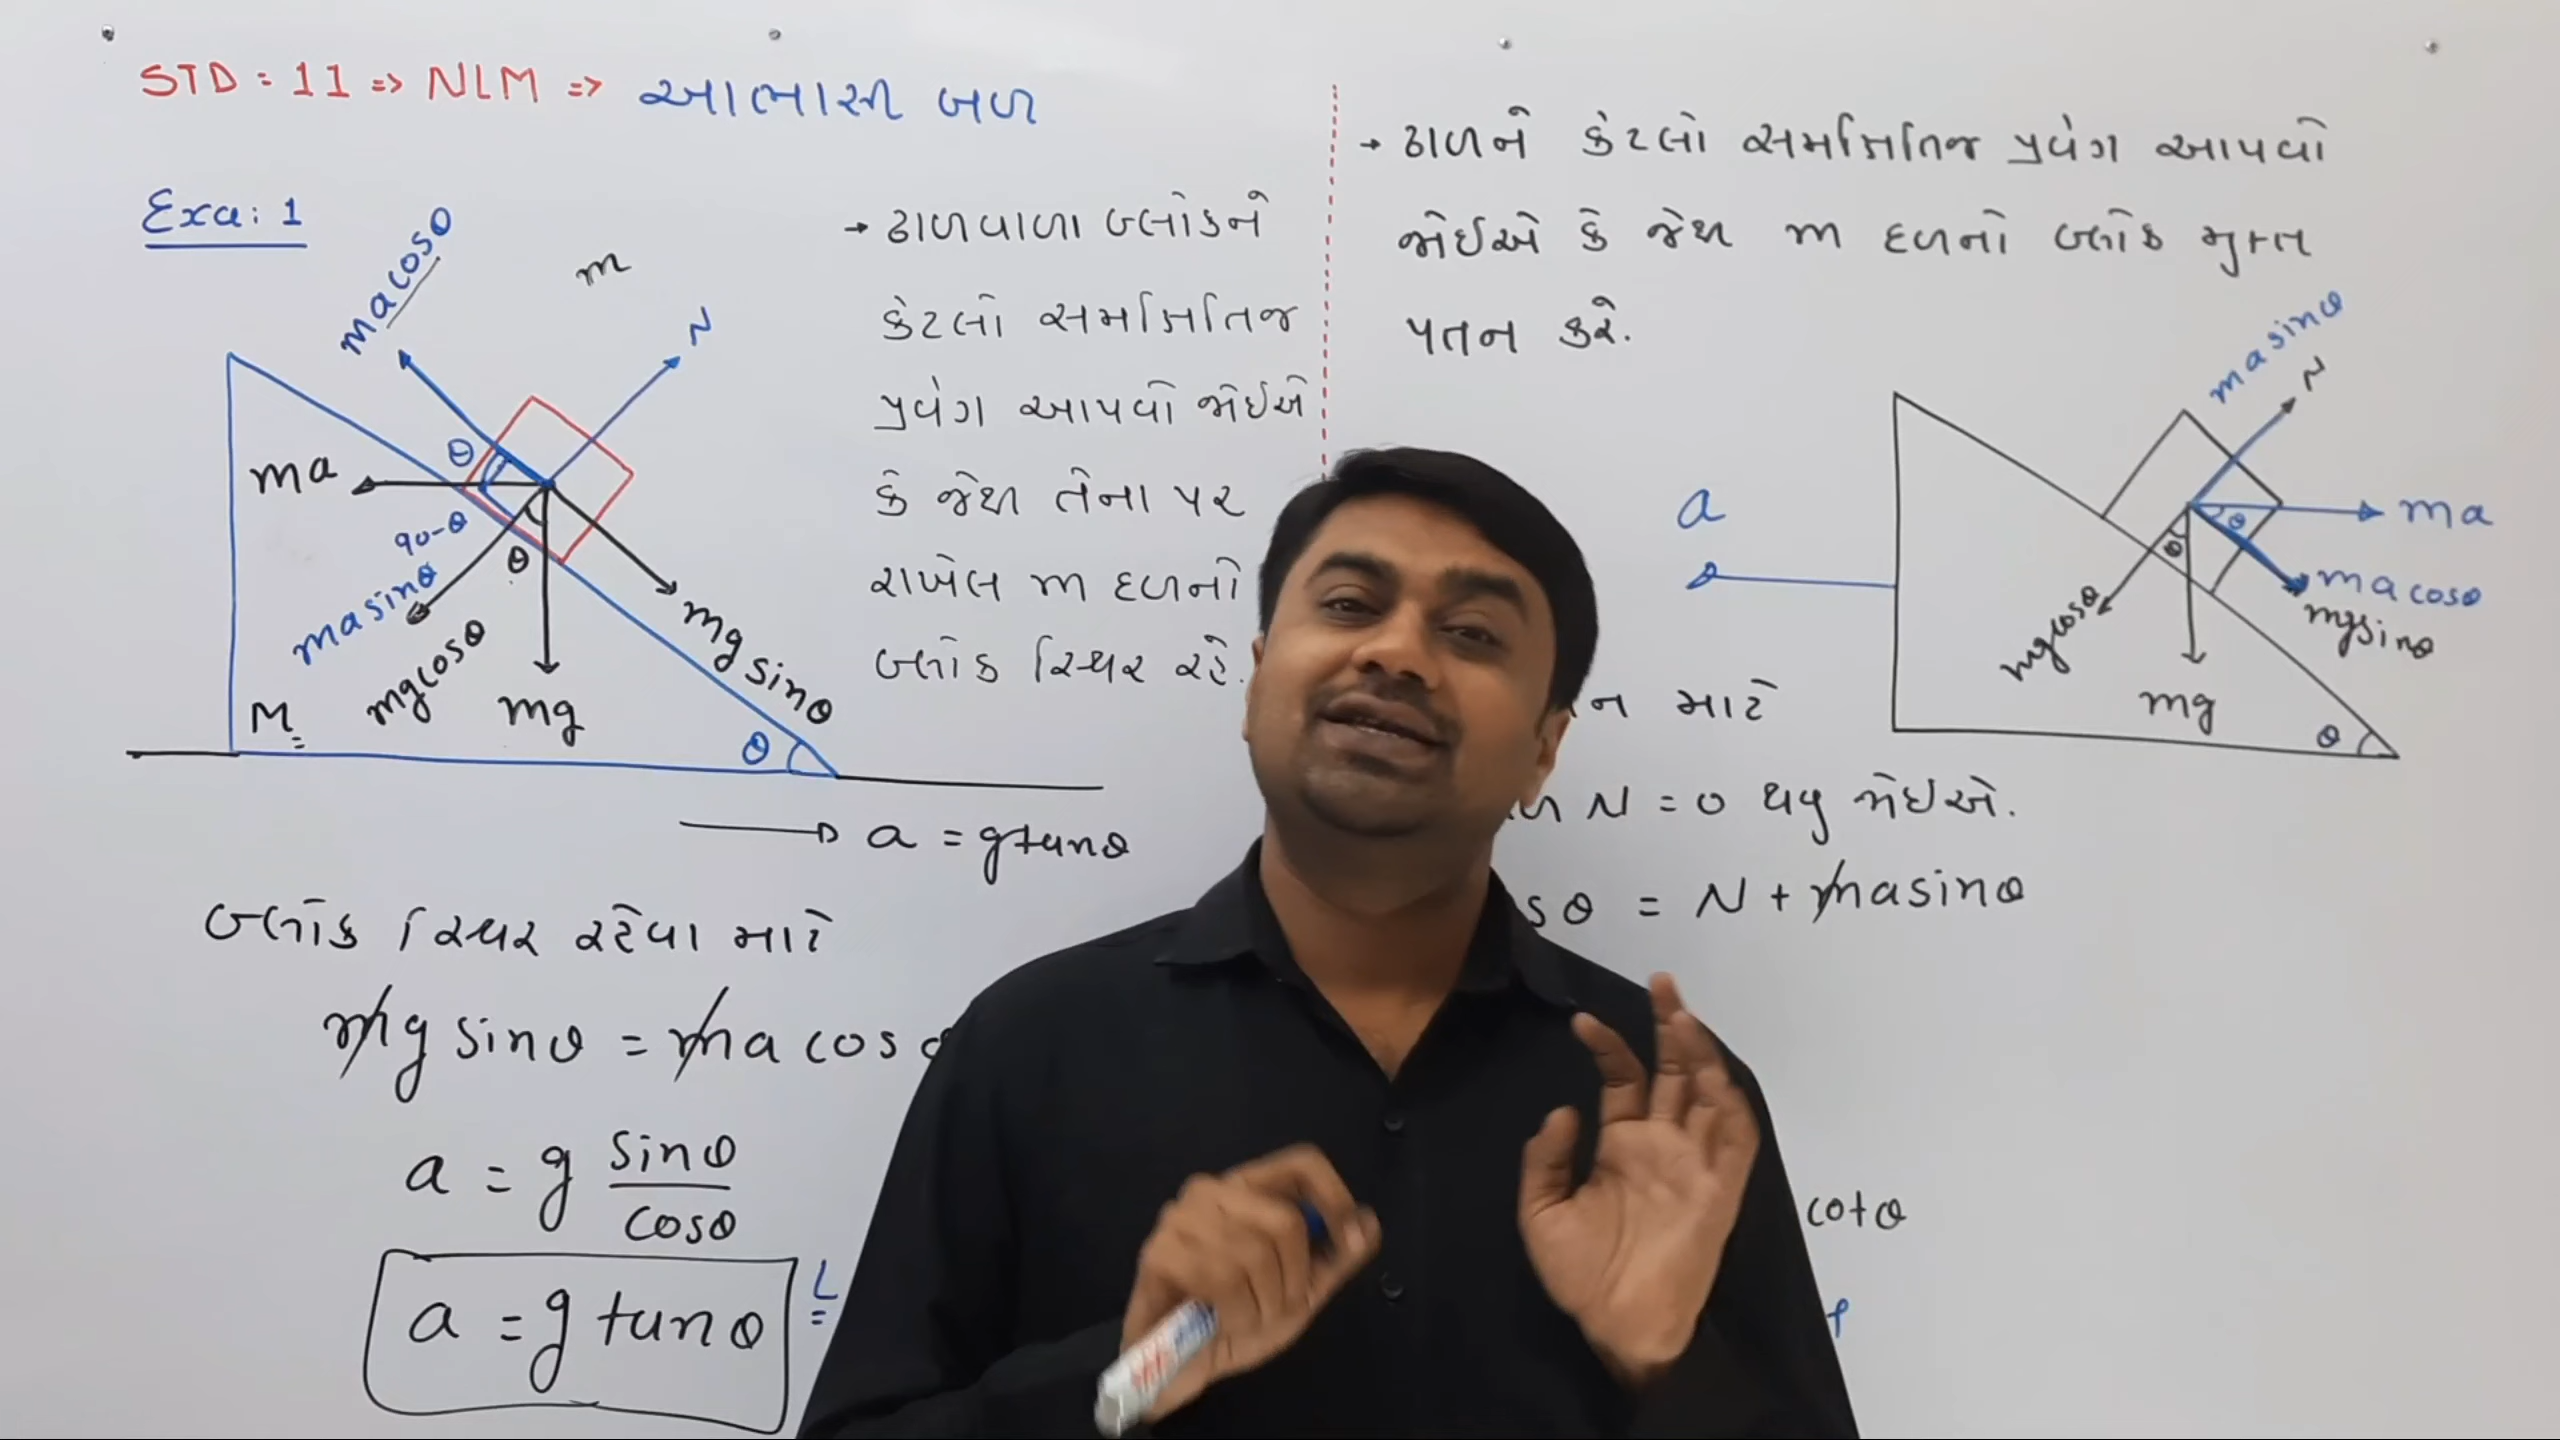 STD : 11 => NLM => આભાસી બળ
Exa: 1
macosθ
m
N
ma
θ
90-θ
masinθ
θ
mgcosθ
mg
mgsinθ
M
θ
→ ઢાળવાળા બ્લોકને
કેટલો સમક્ષિતિજ
પ્રવેગ આપવો જોઈએ
કે જેથી તેના પર
રાખેલ m દળનો
બ્લોક સ્થિર રહે.
a = gtanθ
બ્લોક સ્થિર રહેવા માટે
mg sinθ = ma cos
a = g sinθ/cosθ
a = g tanθ
L
→ ઢાળને કેટલો સમક્ષિતિજ પ્રવેગ આપવો
જોઈએ કે જેથી m દળનો બ્લોક મુક્ત
પતન કરે.
masinθ
N
a
ma
θ
θ
macosθ
mgsinθ
mgcosθ
mg
θ
ન માટે
N = 0 થવુ જોઈએ.
sθ = N + masinθ
cotθ